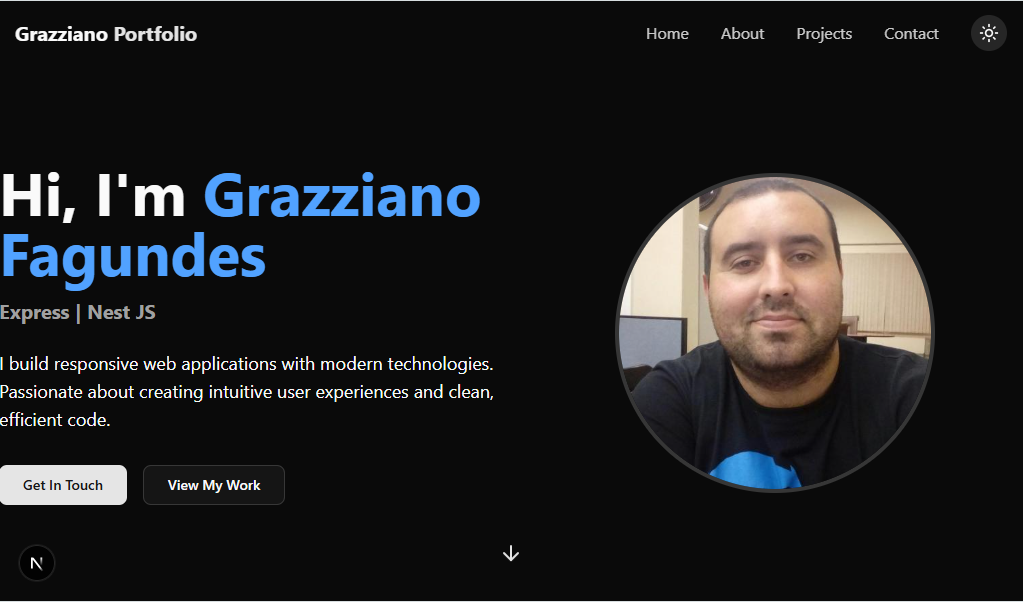 Grazziano Portfolio
Home About Projects Contact
Hi, I'm Grazziano
Fagundes
Express | Nest JS
I build responsive web applications with modern technologies.
Passionate about creating intuitive user experiences and clean,
efficient code.
Get In Touch
View My Work
N